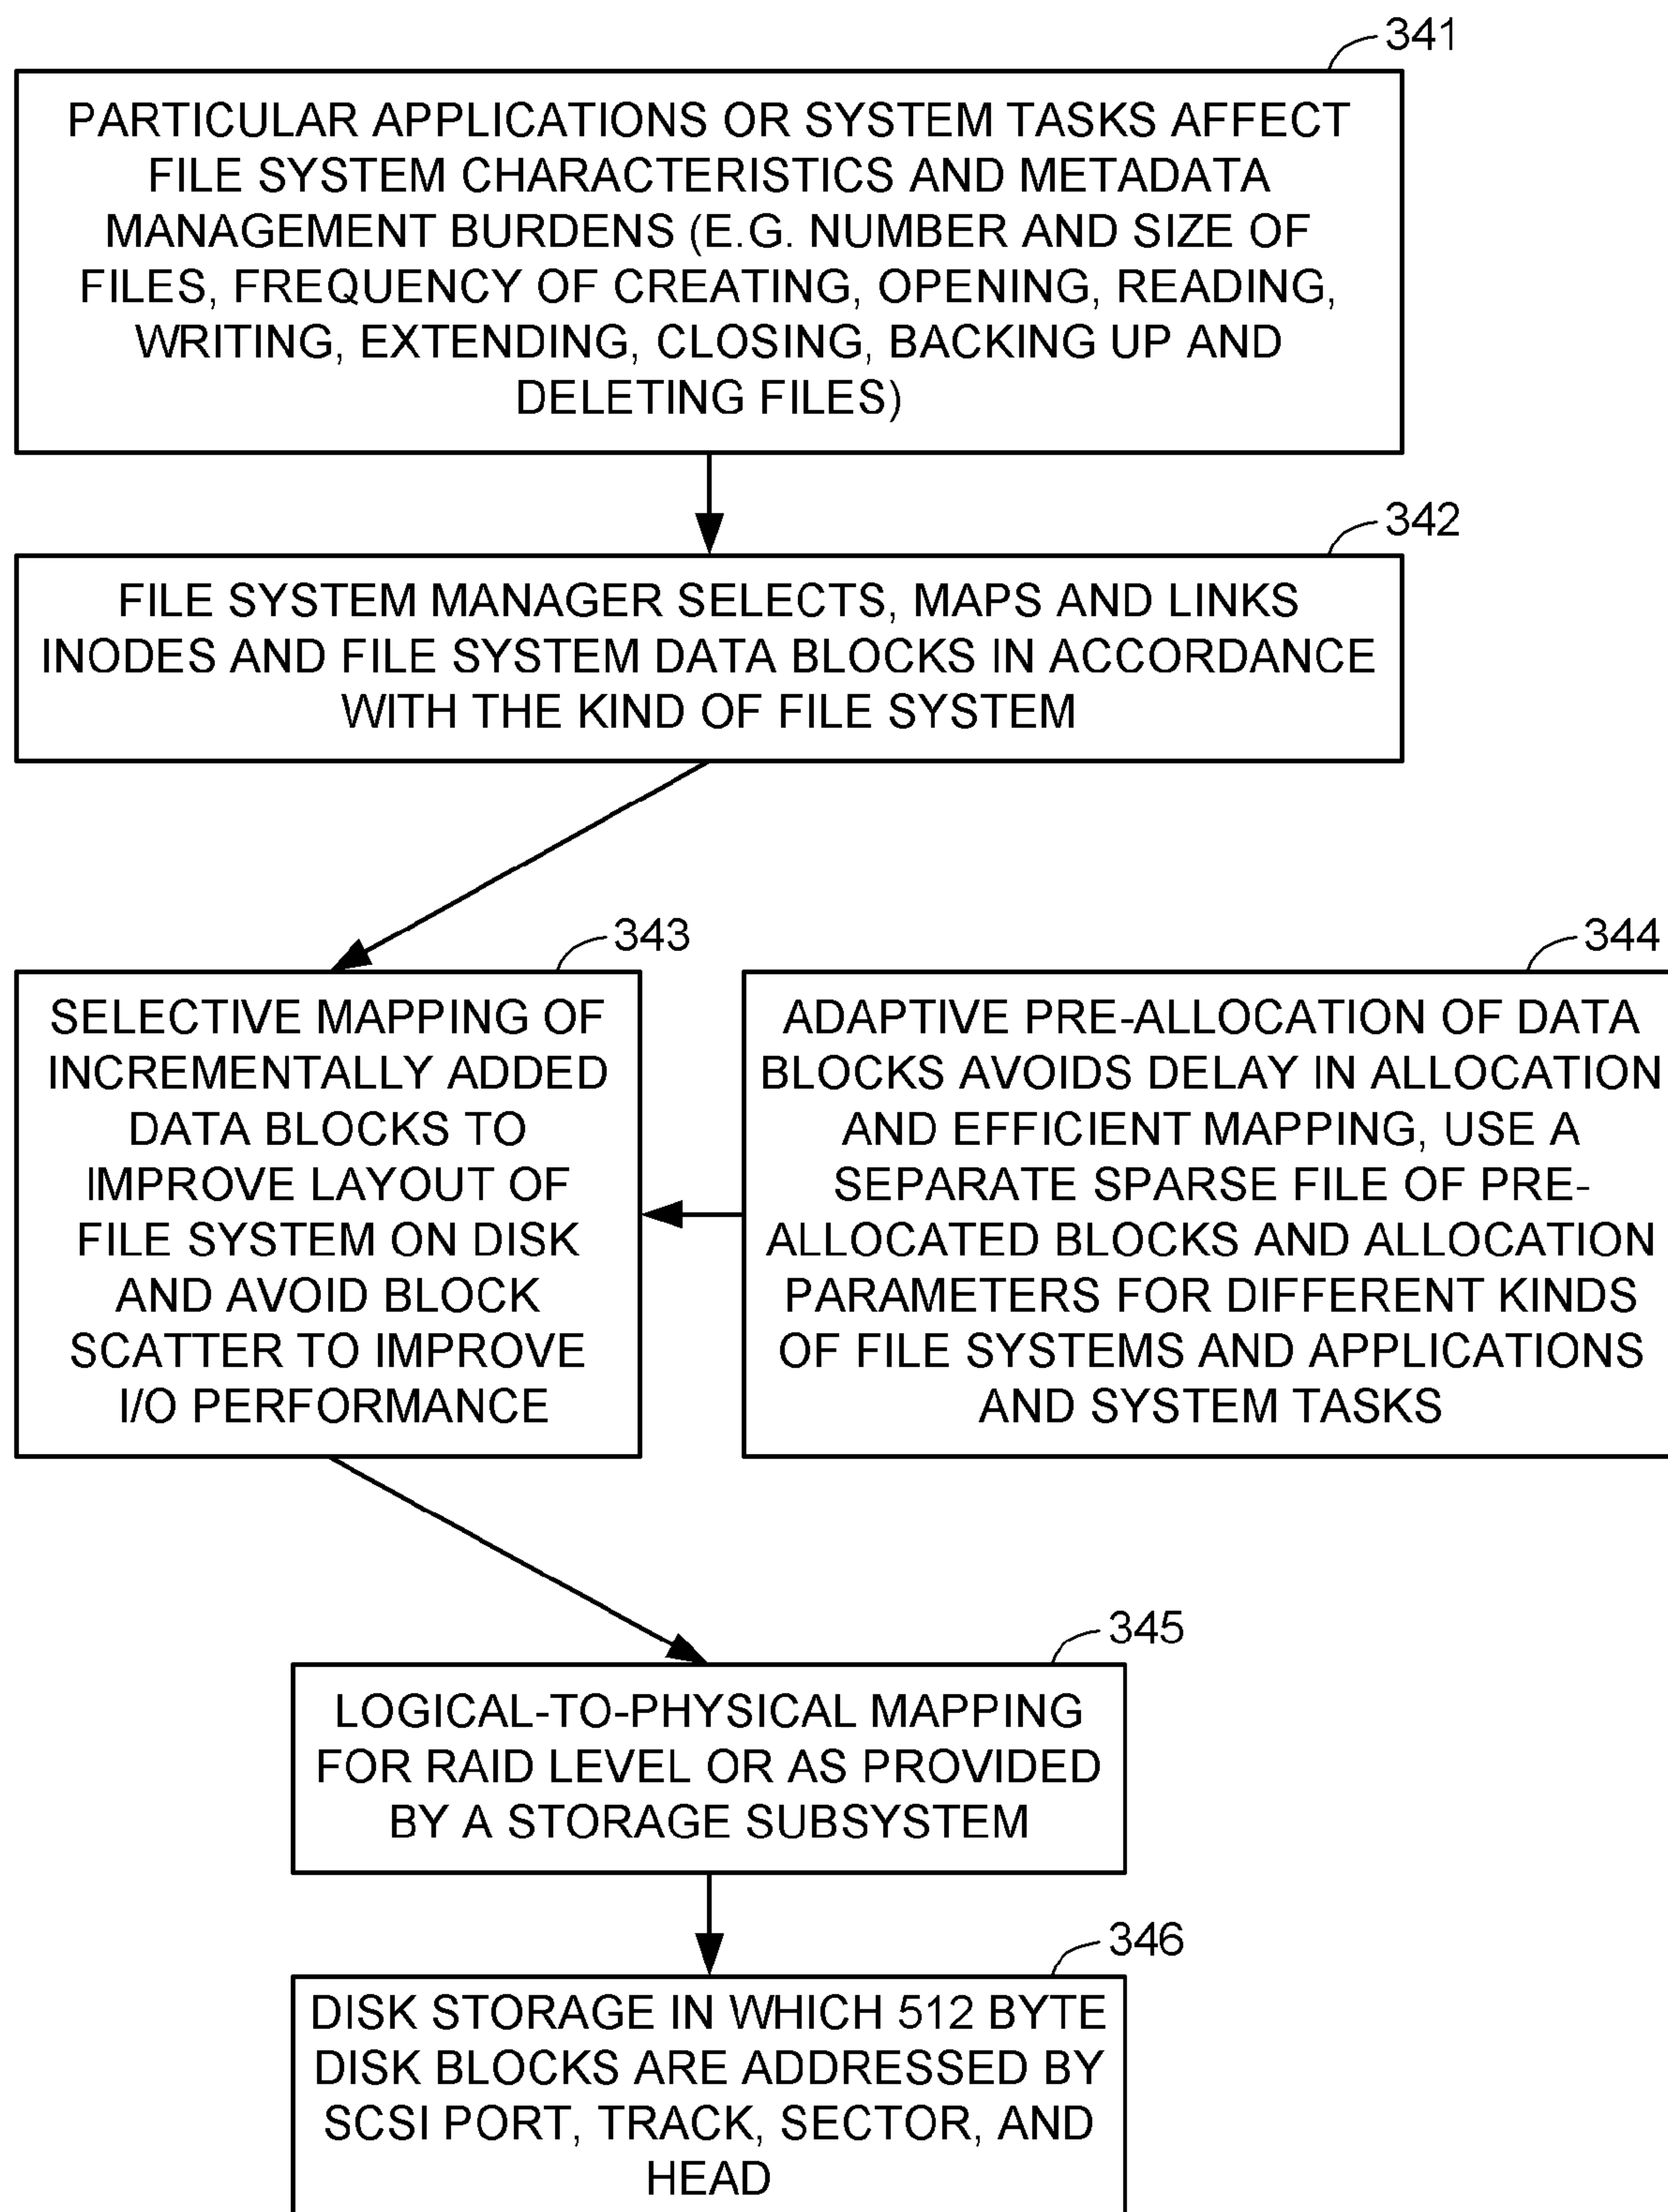 341
PARTICULAR APPLICATIONS OR SYSTEM TASKS AFFECT
FILE SYSTEM CHARACTERISTICS AND METADATA
MANAGEMENT BURDENS (E.G. NUMBER AND SIZE OF
FILES, FREQUENCY OF CREATING, OPENING, READING,
WRITING, EXTENDING, CLOSING, BACKING UP AND
DELETING FILES)
342
FILE SYSTEM MANAGER SELECTS, MAPS AND LINKS
INODES AND FILE SYSTEM DATA BLOCKS IN ACCORDANCE
WITH THE KIND OF FILE SYSTEM
343
SELECTIVE MAPPING OF
INCREMENTALLY ADDED
DATA BLOCKS TO
IMPROVE LAYOUT OF
FILE SYSTEM ON DISK
AND AVOID BLOCK
SCATTER TO IMPROVE
I/O PERFORMANCE
344
ADAPTIVE PRE-ALLOCATION OF DATA
BLOCKS AVOIDS DELAY IN ALLOCATION
AND EFFICIENT MAPPING, USE A
SEPARATE SPARSE FILE OF PRE-
ALLOCATED BLOCKS AND ALLOCATION
PARAMETERS FOR DIFFERENT KINDS
OF FILE SYSTEMS AND APPLICATIONS
AND SYSTEM TASKS
345
LOGICAL-TO-PHYSICAL MAPPING
FOR RAID LEVEL OR AS PROVIDED
BY A STORAGE SUBSYSTEM
346
DISK STORAGE IN WHICH 512 BYTE
DISK BLOCKS ARE ADDRESSED BY
SCSI PORT, TRACK, SECTOR, AND
HEAD